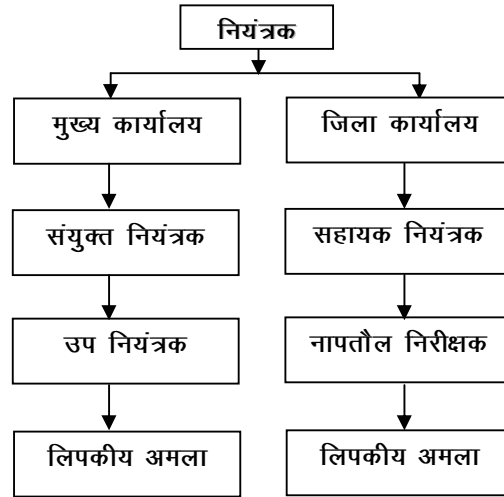 नियंत्रक
मुख्य कार्यालय
जिला कार्यालय
संयुक्त नियंत्रक
सहायक नियंत्रक
उप नियंत्रक
नापतौल निरीक्षक
लिपकीय अमला
लिपकीय अमला